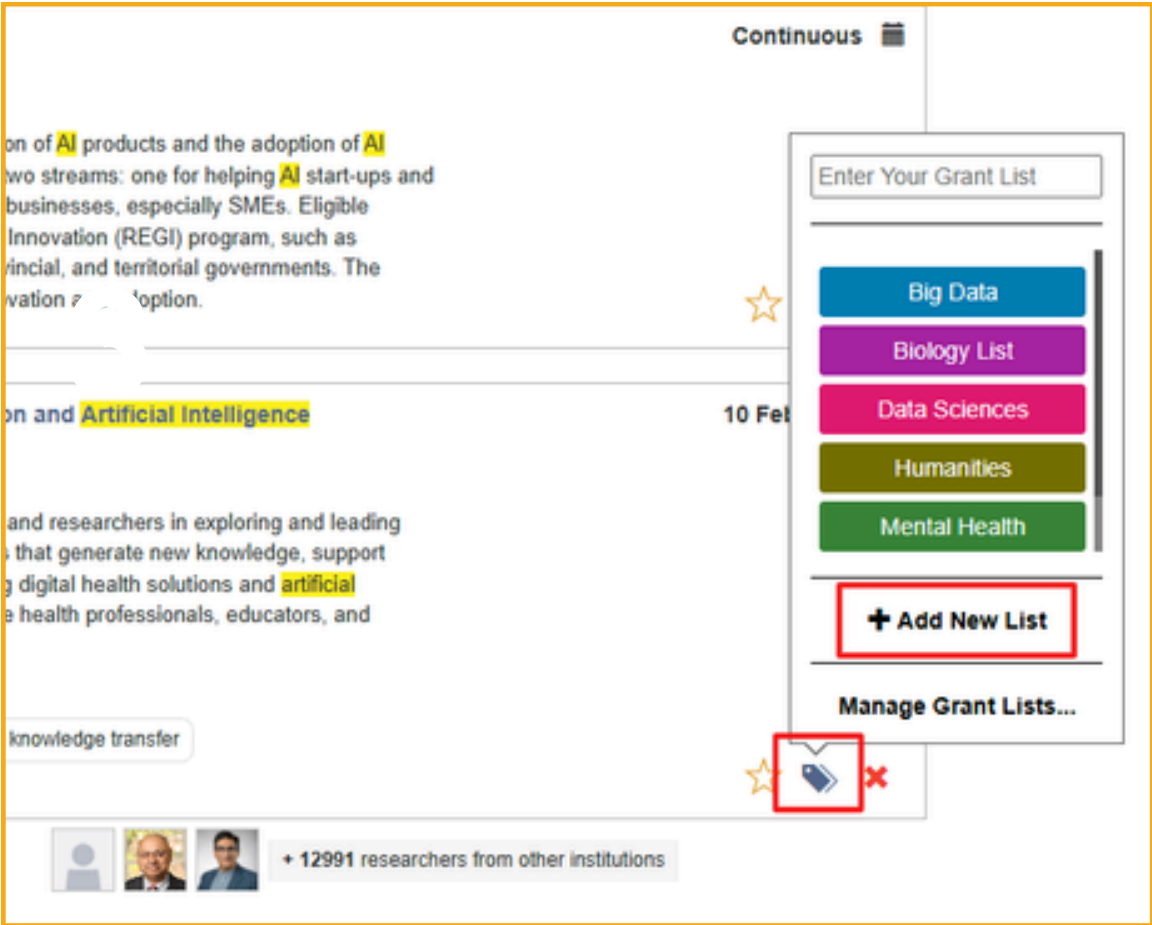 Continuous
on of AI products and the adoption of AI
wo streams: one for helping AI start-ups and
businesses, especially SMEs. Eligible
Innovation (REGI) program, such as
vincial, and territorial governments. The
vation option.
on and Artificial Intelligence
10 Feb
and researchers in exploring and leading
s that generate new knowledge, support
g digital health solutions and artificial
e health professionals, educators, and
knowledge transfer
+ 12991 researchers from other institutions
Enter Your Grant List
Big Data
Biology List
Data Sciences
Humanities
Mental Health
+ Add New List
Manage Grant Lists...